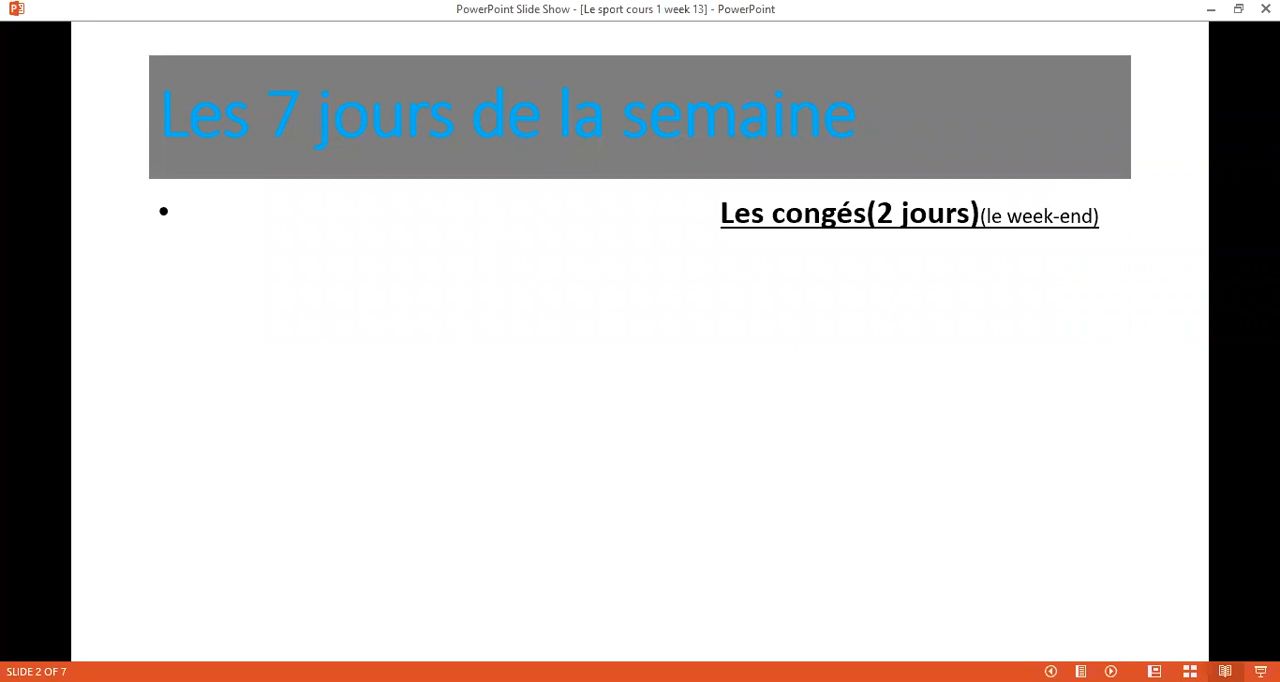 PowerPoint Slide Show - [Le sport cours 1 week 13] - PowerPoint
Les 7 jours de la semaine
• Les congés(2 jours)(le week-end)
SLIDE 2 OF 7